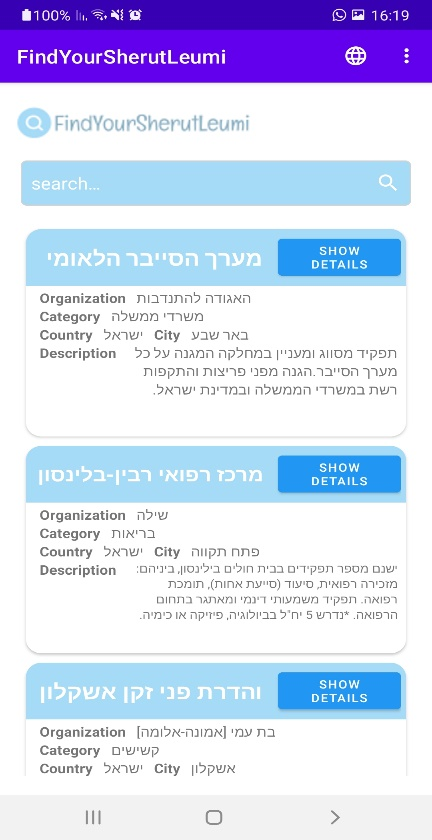 100% 16:19
FindYourSherutLeumi
FindYourSherutLeumi
search...
מערך הסייבר הלאומי
SHOW
DETAILS
Organization האגודה להתנדבות
Category משרדי ממשלה
Country ישראל City באר שבע
Description תפקיד מסווג ומעניין במחלקה המגנה על כל
מערך הסייבר.הגנה מפני פריצות והתקפות
רשת במשרדי הממשלה ובמדינת ישראל.
מרכז רפואי רבין-בלינסון
SHOW
DETAILS
Organization שילה
Category בריאות
Country ישראל City פתח תקווה
Description ישנם מספר תפקידים בבית חולים בילינסון, ביניהם:
מזכירה רפואית, סיעוד (סייעת אחות), תומכת
רפואה. תפקיד משמעותי דינמי ומאתגר בתחום
הרפואה. *נדרש 5 יח"ל בביולוגיה, פיזיקה או כימיה.
והדרת פני זקן אשקלון
SHOW
DETAILS
Organization בת עמי [אמונה-אלומה]
Category קשישים
Country ישראל City אשקלון